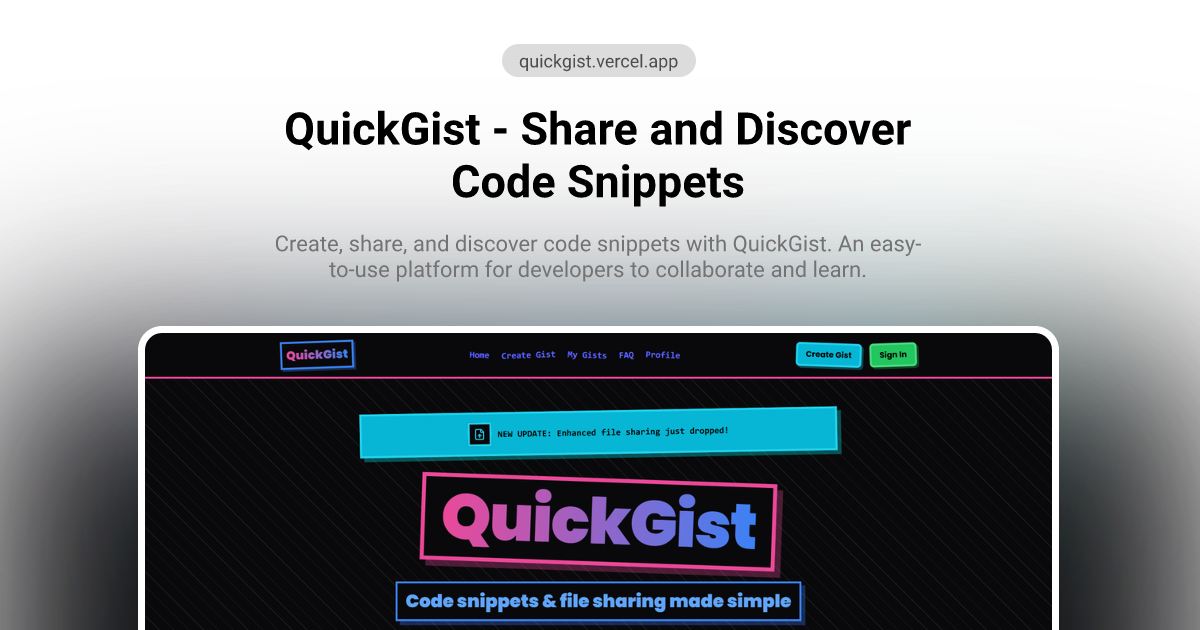 quickgist.vercel.app
QuickGist - Share and Discover
Code Snippets
Create, share, and discover code snippets with QuickGist. An easy-
to-use platform for developers to collaborate and learn.
QuickGist Home Create Gist My Gists FAQ Profile Create Gist Sign In
NEW UPDATE: Enhanced file sharing just dropped!
QuickGist
Code snippets & file sharing made simple